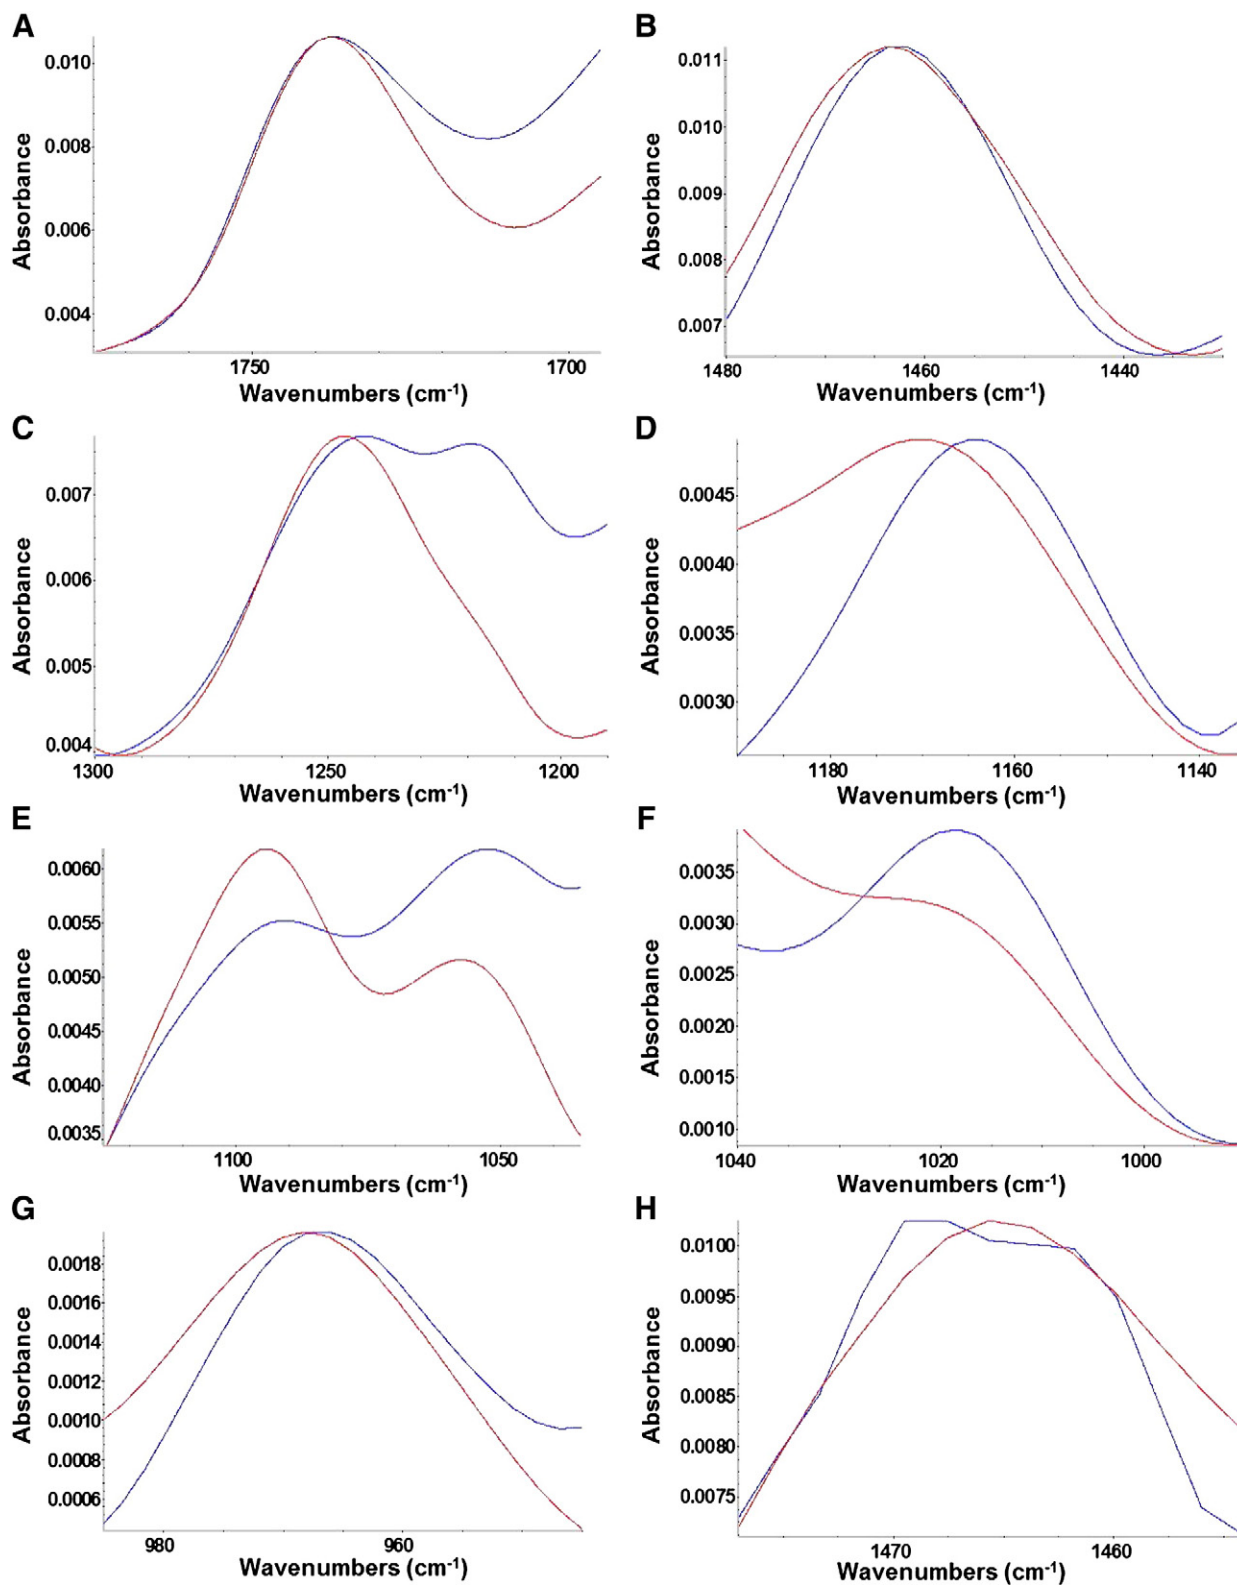 A
B
0.010
0.008
0.006
0.004
Absorbance
1750
1700
Wavenumbers (cm-1)
0.011
0.010
0.009
0.008
0.007
Absorbance
1480
1460
1440
Wavenumbers (cm-1)
C
D
0.007
0.006
0.005
0.004
Absorbance
1300
1250
1200
Wavenumbers (cm-1)
0.0045
0.0040
0.0035
0.0030
Absorbance
1180
1160
1140
Wavenumbers (cm-1)
E
F
0.0060
0.0055
0.0050
0.0045
0.0040
0.0035
Absorbance
1100
1050
Wavenumbers (cm-1)
0.0035
0.0030
0.0025
0.0020
0.0015
0.0010
Absorbance
1040
1020
1000
Wavenumbers (cm-1)
G
H
0.0018
0.0016
0.0014
0.0012
0.0010
0.0008
0.0006
Absorbance
980
960
Wavenumbers (cm-1)
0.0100
0.0095
0.0090
0.0085
0.0080
0.0075
Absorbance
1470
1460
Wavenumbers (cm-1)